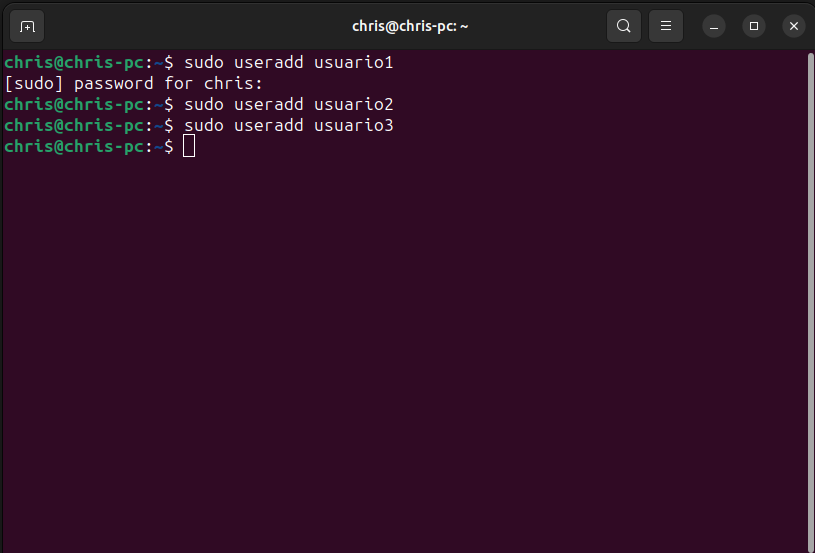 chris@chris-pc: ~
chris@chris-pc:~$ sudo useradd usuario1
[sudo] password for chris:
chris@chris-pc:~$ sudo useradd usuario2
chris@chris-pc:~$ sudo useradd usuario3
chris@chris-pc:~$